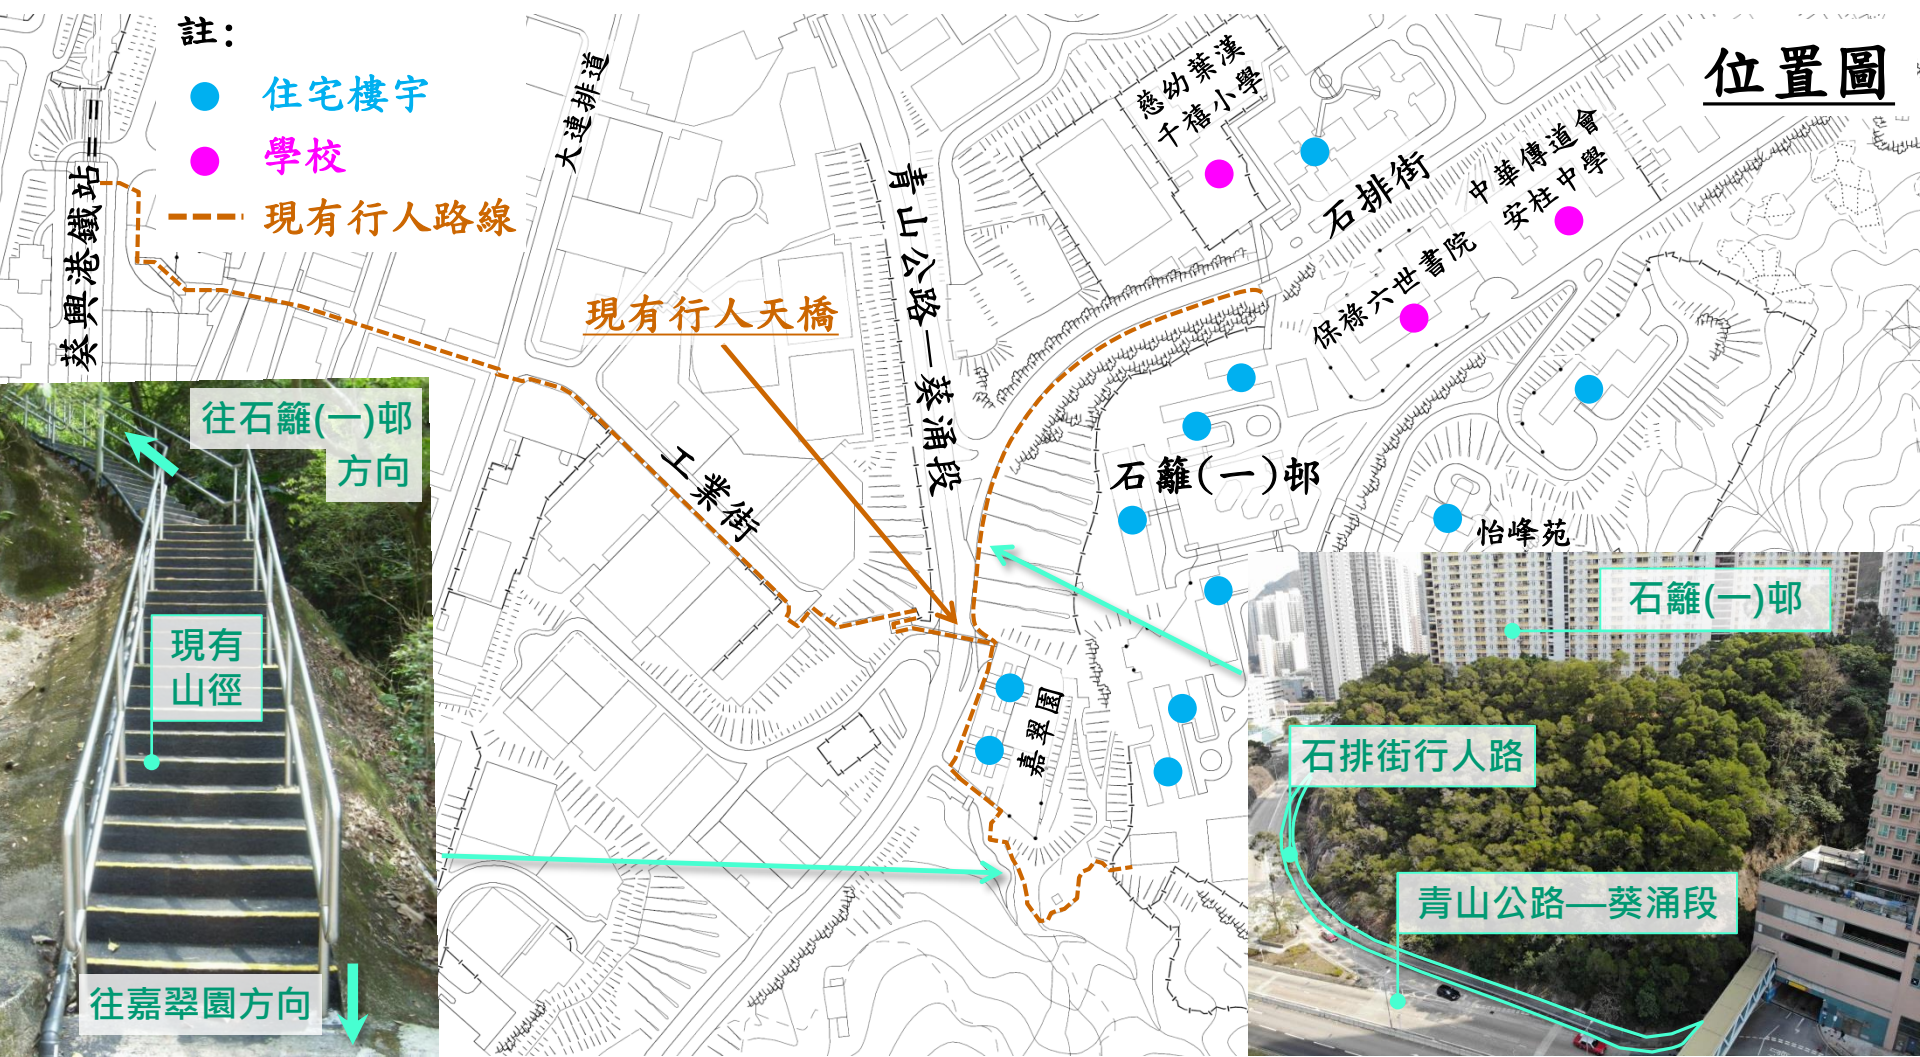 位置圖
註：
住宅樓宇
學校
現有行人路線
葵興港鐵站
大連排道
青山公路—葵涌段
慈幼葉漢
千禧小學
石排街
中華傳道會
安柱中學
保祿六世書院
現有行人天橋
工業街
石籬(一)邨
怡峰苑
嘉翠園
往石籬(一)邨
方向
現有
山徑
往嘉翠園方向
石籬(一)邨
石排街行人路
青山公路—葵涌段